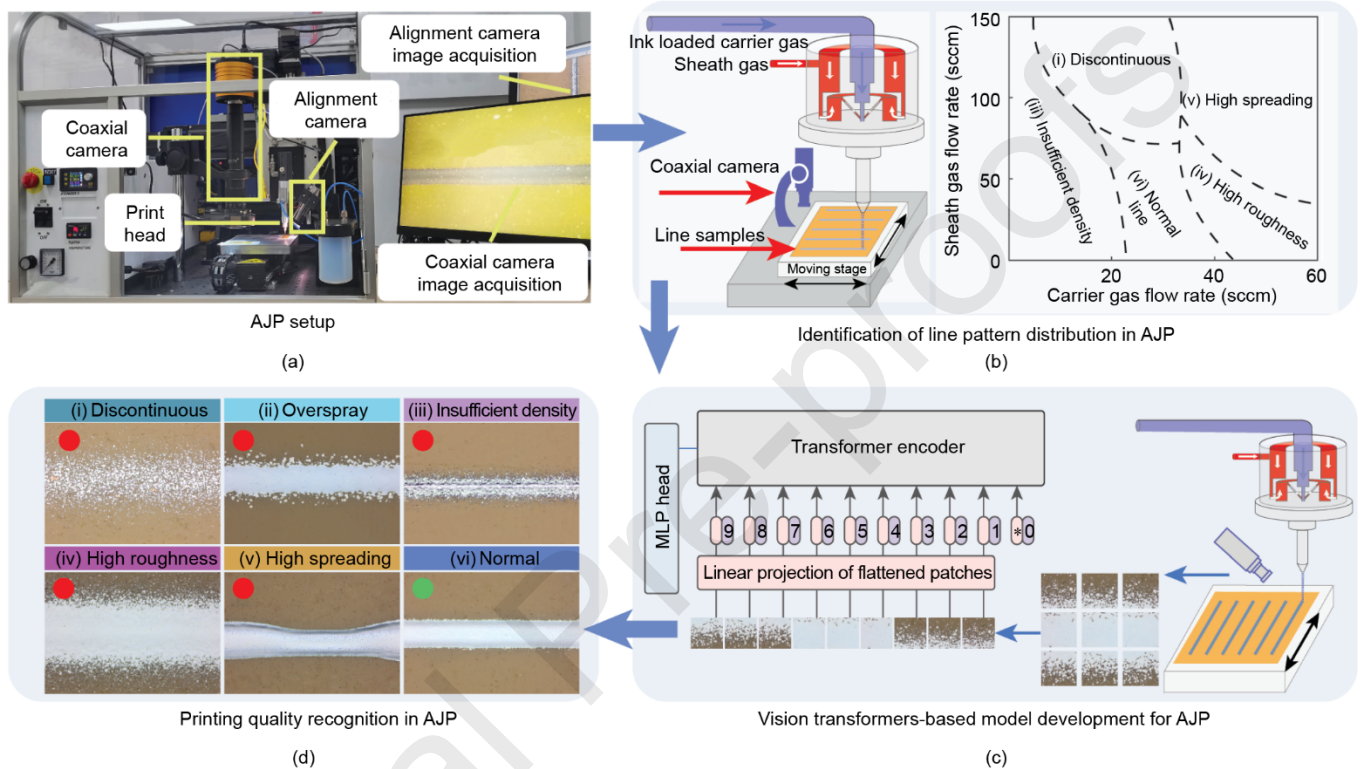 Alignment camera
image acquisition
Alignment
camera
Coaxial
camera
Print
head
Coaxial camera
image acquisition
AJP setup
(a)
Ink loaded carrier gas
Sheath gas
Coaxial camera
Line samples
Moving stage
Sheath gas flow rate (sccm)
150
100
50
0
20
40
60
Carrier gas flow rate (sccm)
(i) Discontinuous
(v) High spreading
(iii) Insufficient
density
(vi) Normal
line
(iv) High
roughness
Identification of line pattern distribution in AJP
(b)
(i) Discontinuous
(ii) Overspray
(iii) Insufficient density
(iv) High roughness
(v) High spreading
(vi) Normal
Printing quality recognition in AJP
(d)
MLP head
Transformer encoder
9 8 7 6 5 4 3 2 1 * 0
Linear projection of flattened patches
Vision transformers-based model development for AJP
(c)
al Pre-proofs